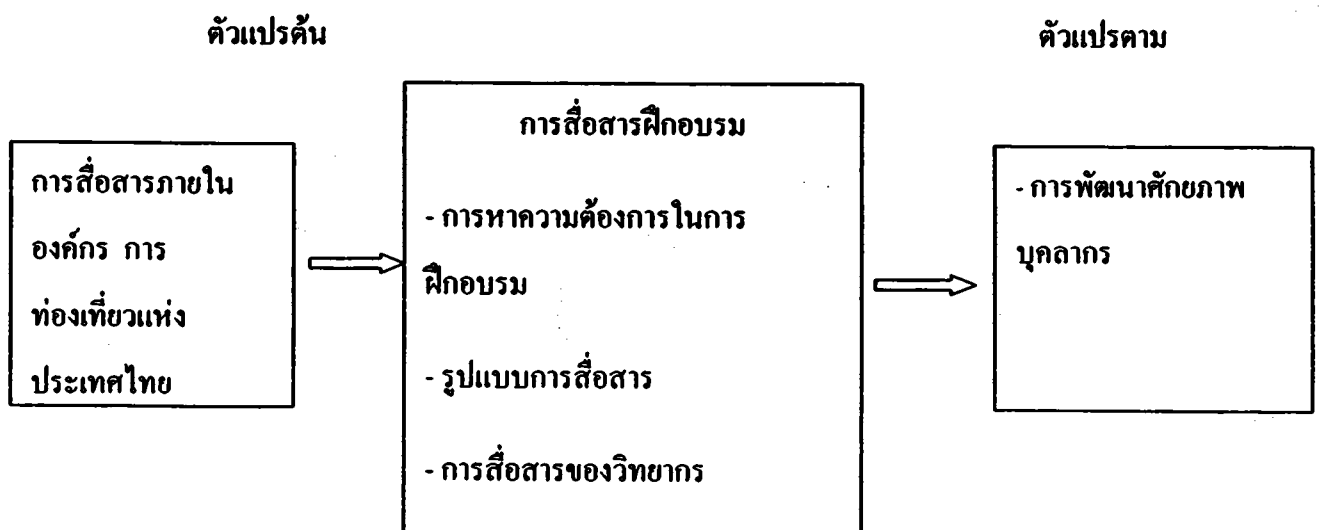 ตัวแปรต้น
ตัวแปรตาม
การสื่อสารภายใน
องค์กร การ
ท่องเที่ยวแห่ง
ประเทศไทย
การสื่อสารฝึกอบรม
- การหาความต้องการในการ
ฝึกอบรม
- รูปแบบการสื่อสาร
- การสื่อสารของวิทยากร
- การพัฒนาศักยภาพ
บุคลากร